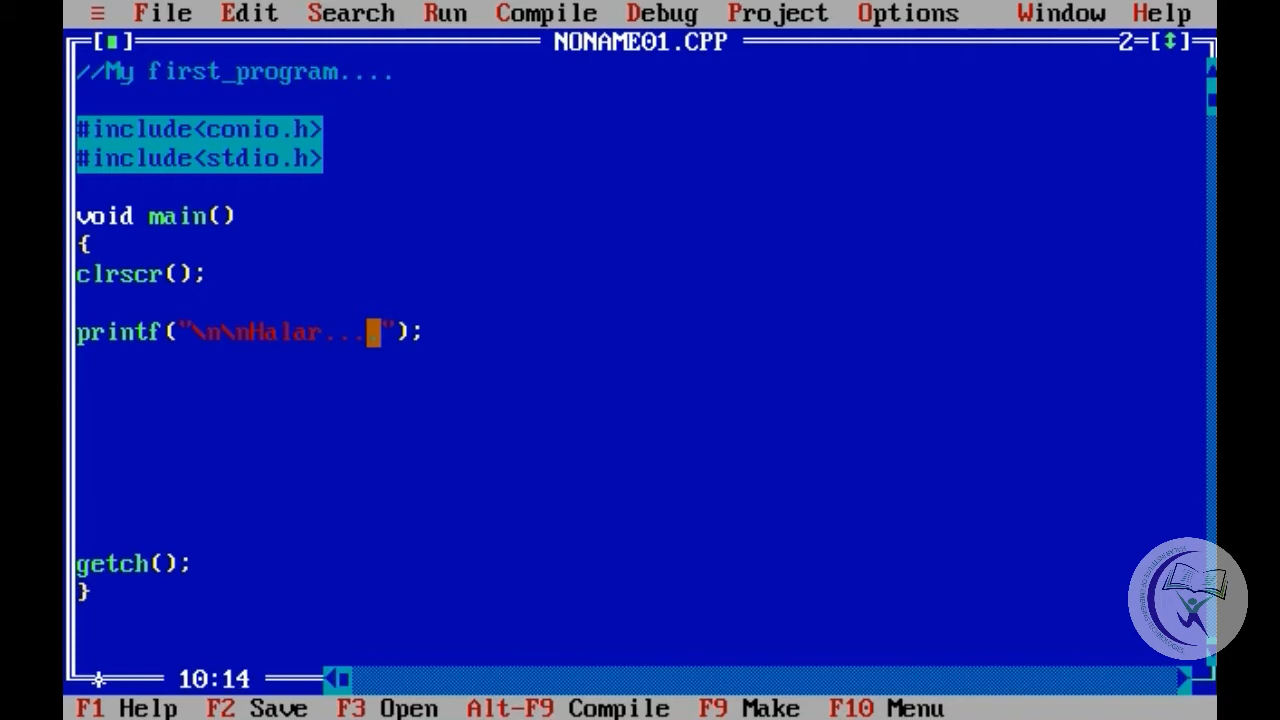 ≡ File Edit Search Run Compile Debug Project Options Window Help
[■] NONAME01.CPP 2=[↕]
//My first_program....
#include<conio.h>
#include<stdio.h>
void main()
{
clrscr();
printf("\n\nHalar....");
getch();
}
10:14
F1 Help F2 Save F3 Open Alt-F9 Compile F9 Make F10 Menu